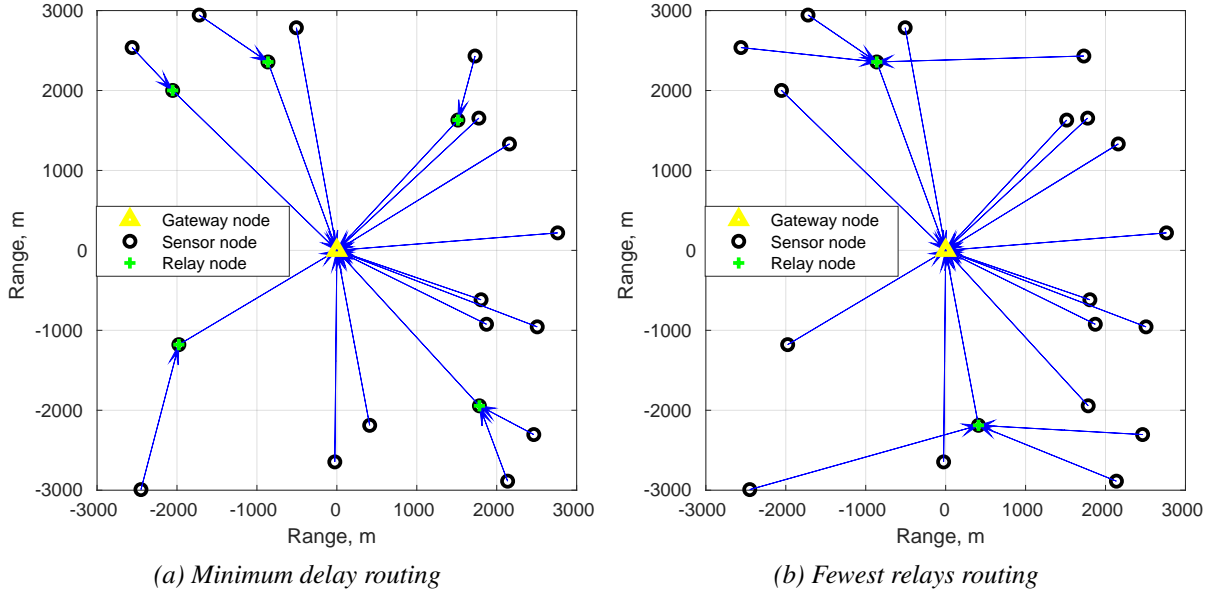 3000
2000
1000
0
-1000
-2000
-3000
Range, m
Gateway node
Sensor node
Relay node
-3000 -2000 -1000 0 1000 2000 3000
Range, m
(a) Minimum delay routing
3000
2000
1000
0
-1000
-2000
-3000
Range, m
Gateway node
Sensor node
Relay node
-3000 -2000 -1000 0 1000 2000 3000
Range, m
(b) Fewest relays routing